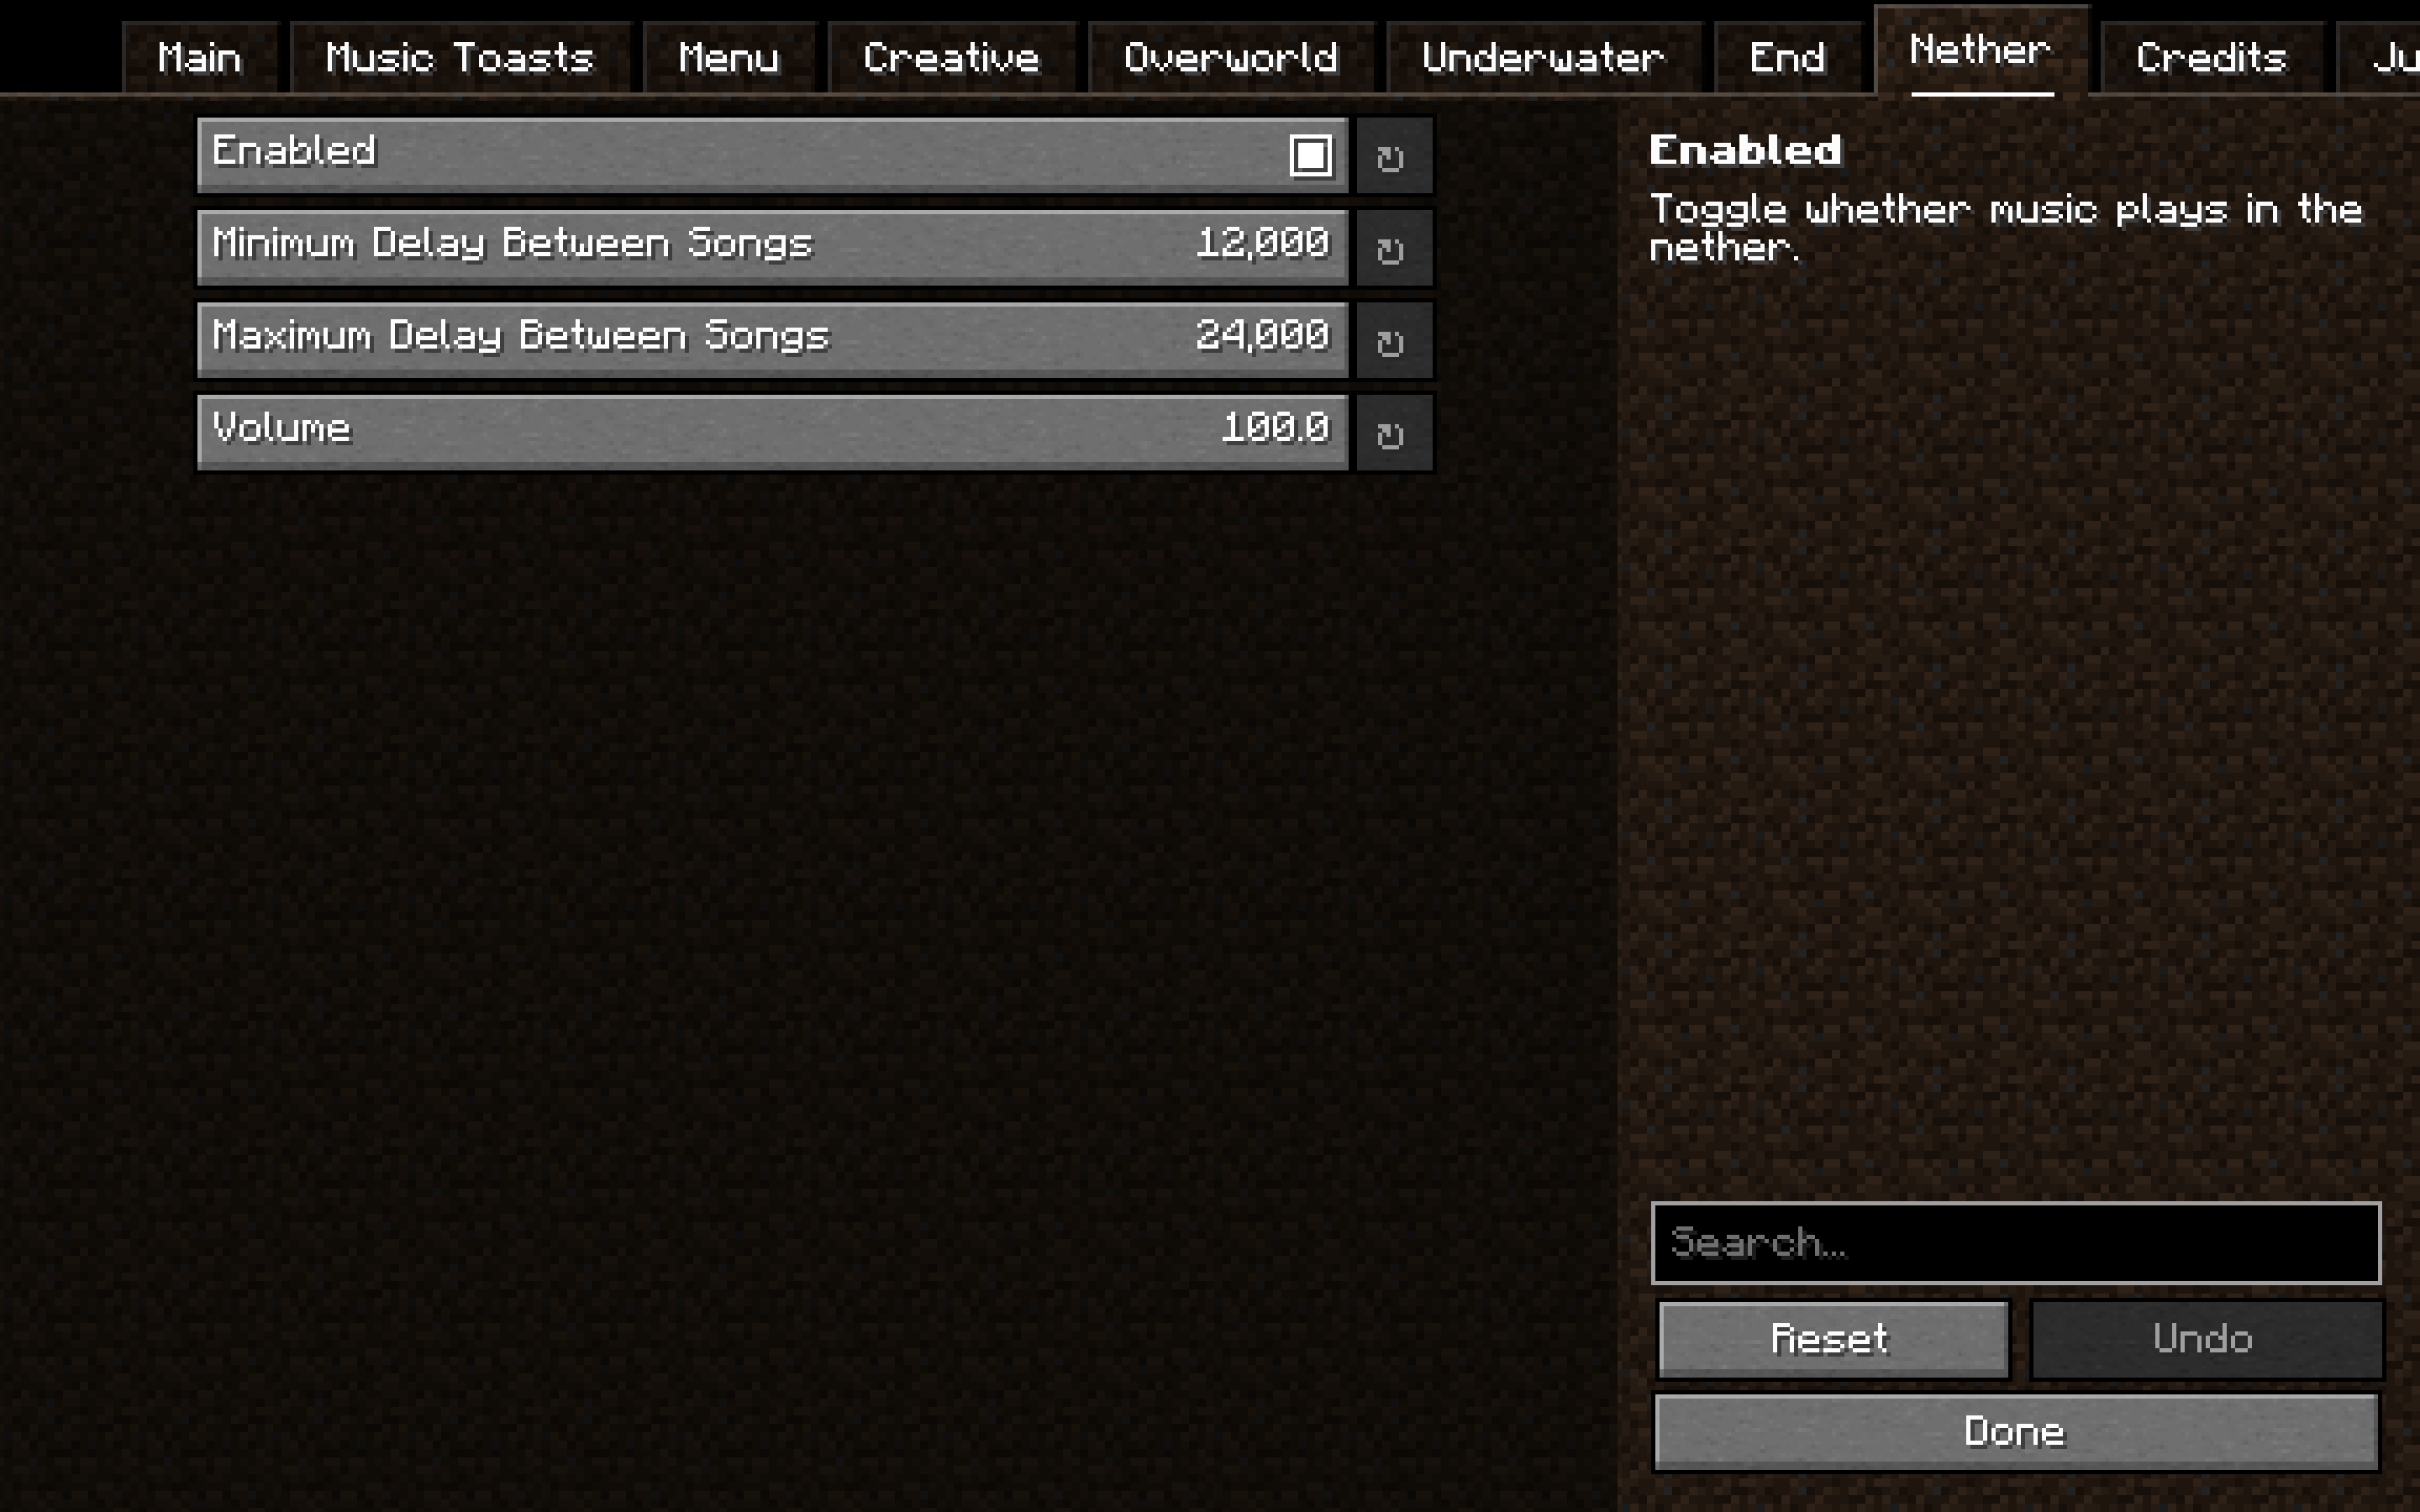 Main
Music Toasts
Menu
Creative
Overworld
Underwater
End
Nether
Credits
Ju
Enabled
Minimum Delay Between Songs 12,000
Maximum Delay Between Songs 24,000
Volume 100.0
Enabled
Toggle whether music plays in the
nether.
Search...
Reset
Undo
Done